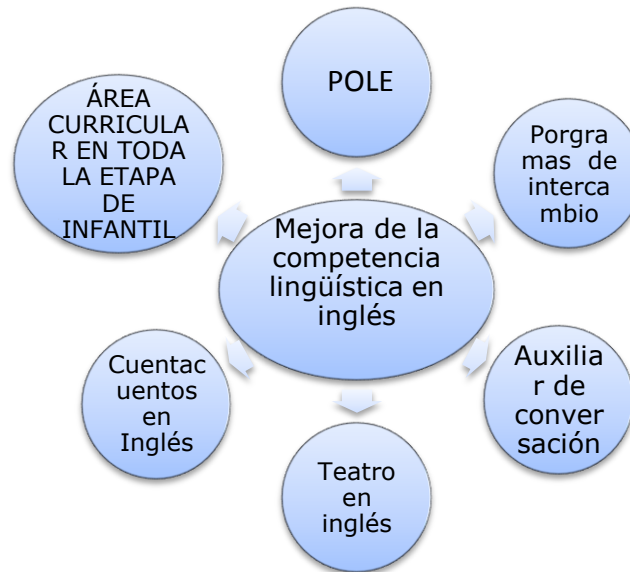 POLE
ÁREA
CURRICULA
R EN TODA
LA ETAPA
DE
INFANTIL
Porgra
mas de
interca
mbio
Mejora de la
competencia
lingüística en
inglés
Cuentac
uentos
en
Inglés
Auxilia
r de
conver
sación
Teatro
en
inglés